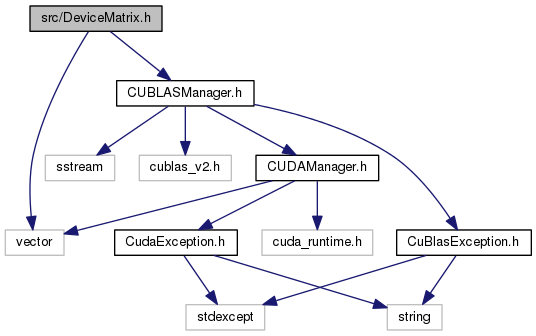 src/DeviceMatrix.h
CUBLASManager.h
sstream
cublas_v2.h
CUDAManager.h
vector
CudaException.h
cuda_runtime.h
CuBlasException.h
stdexcept
string